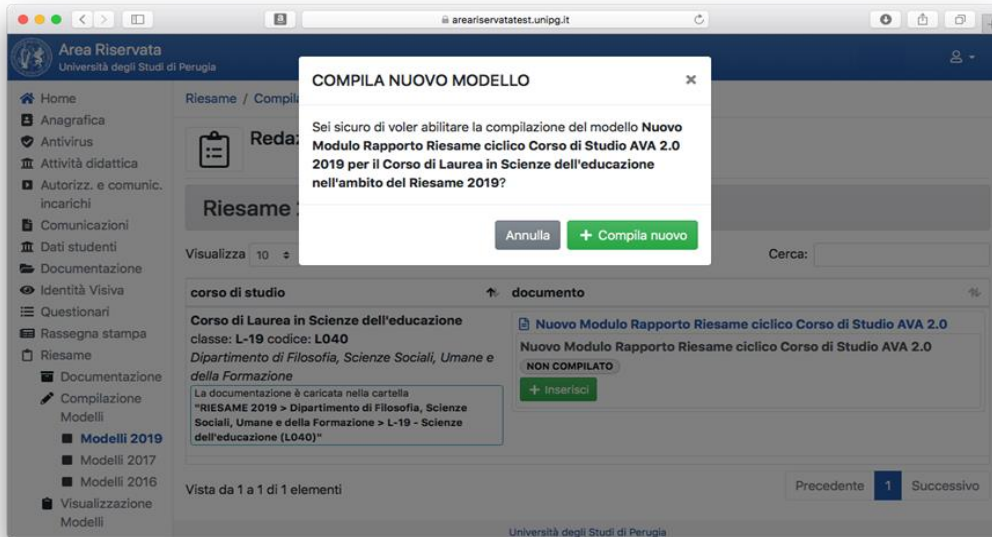 areariservatatest.unipg.it
Area Riservata
Università degli Studi di Perugia
COMPILA NUOVO MODELLO
×
Sei sicuro di voler abilitare la compilazione del modello Nuovo
Modulo Rapporto Riesame ciclico Corso di Studio AVA 2.0
2019 per il Corso di Laurea in Scienze dell'educazione
nell'ambito del Riesame 2019?
Annulla
+ Compila nuovo
Home
Anagrafica
Antivirus
Attività didattica
Autorizz. e comunic.
incarichi
Comunicazioni
Dati studenti
Documentazione
Identità Visiva
Questionari
Rassegna stampa
Riesame
Documentazione
Compilazione
Modelli
Modelli 2019
Modelli 2017
Modelli 2016
Visualizzazione
Modelli
Riesame /
Riesame
Visualizza 10
Cerca:
corso di studio
documento
Corso di Laurea in Scienze dell'educazione
classe: L-19 codice: L040
Dipartimento di Filosofia, Scienze Sociali, Umane e
della Formazione
La documentazione è caricata nella cartella
"RIESAME 2019 > Dipartimento di Filosofia, Scienze
Sociali, Umane e della Formazione > L-19 - Scienze
dell'educazione (L040)"
Nuovo Modulo Rapporto Riesame ciclico Corso di Studio AVA 2.0
Nuovo Modulo Rapporto Riesame ciclico Corso di Studio AVA 2.0
NON COMPILATO
+ Inserisci
Vista da 1 a 1 di 1 elementi
Precedente 1 Successivo
Università degli Studi di Perugia